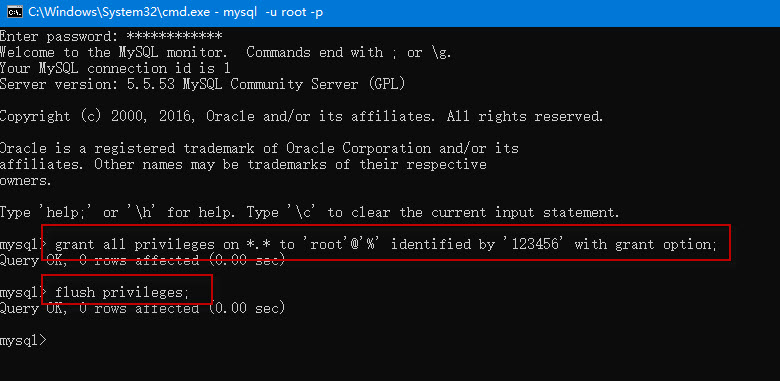 C:\Windows\System32\cmd.exe - mysql  -u root -p
Enter password: ************
Welcome to the MySQL monitor.  Commands end with ; or \g.
Your MySQL connection id is 1
Server version: 5.5.53 MySQL Community Server (GPL)
Copyright (c) 2000, 2016, Oracle and/or its affiliates. All rights reserved.
Oracle is a registered trademark of Oracle Corporation and/or its
affiliates. Other names may be trademarks of their respective
owners.
Type 'help;' or '\h' for help. Type '\c' to clear the current input statement.
mysql> grant all privileges on *.* to 'root'@'%' identified by '123456' with grant option;
Query OK, 0 rows affected (0.00 sec)
mysql> flush privileges;
Query OK, 0 rows affected (0.00 sec)
mysql>